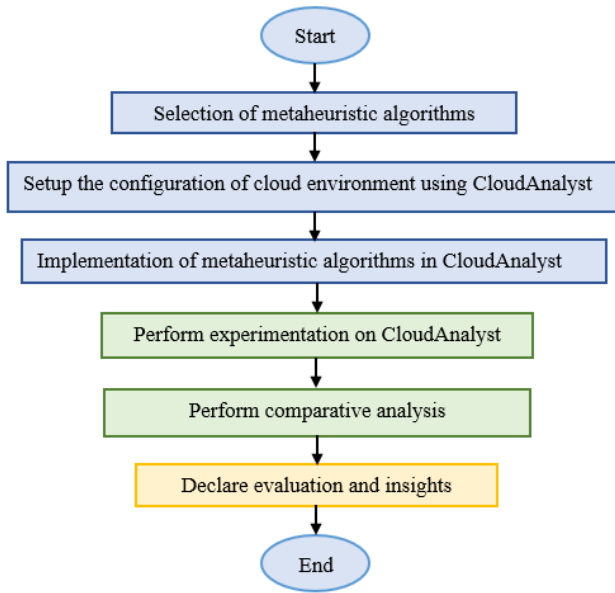 Start
Selection of metaheuristic algorithms
Setup the configuration of cloud environment using CloudAnalyst
Implementation of metaheuristic algorithms in CloudAnalyst
Perform experimentation on CloudAnalyst
Perform comparative analysis
Declare evaluation and insights
End